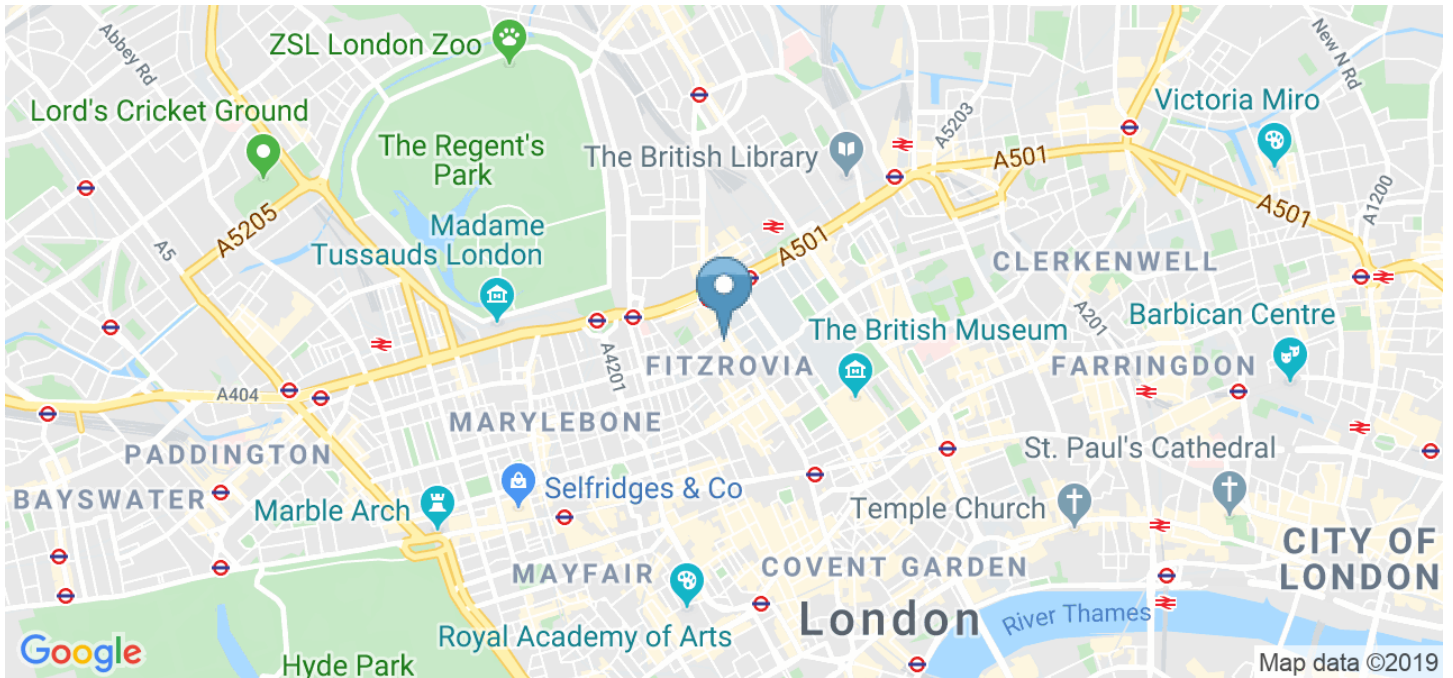 Abbey Rd
ZSL London Zoo
New N Rd
Lord's Cricket Ground
Victoria Miro
A5203
The Regent's
Park
The British Library
A501
A1200
A5205
A5
A501
A501
Madame
Tussauds London
CLERKENWELL
A201
Barbican Centre
The British Museum
A4201
FITZROVIA
FARRINGDON
A404
MARYLEBONE
St. Paul's Cathedral
PADDINGTON
BAYSWATER
Selfridges & Co
Marble Arch
Temple Church
CITY OF
LONDON
MAYFAIR
COVENT GARDEN
London
River Thames
Royal Academy of Arts
Google
Hyde Park
Map data ©2019